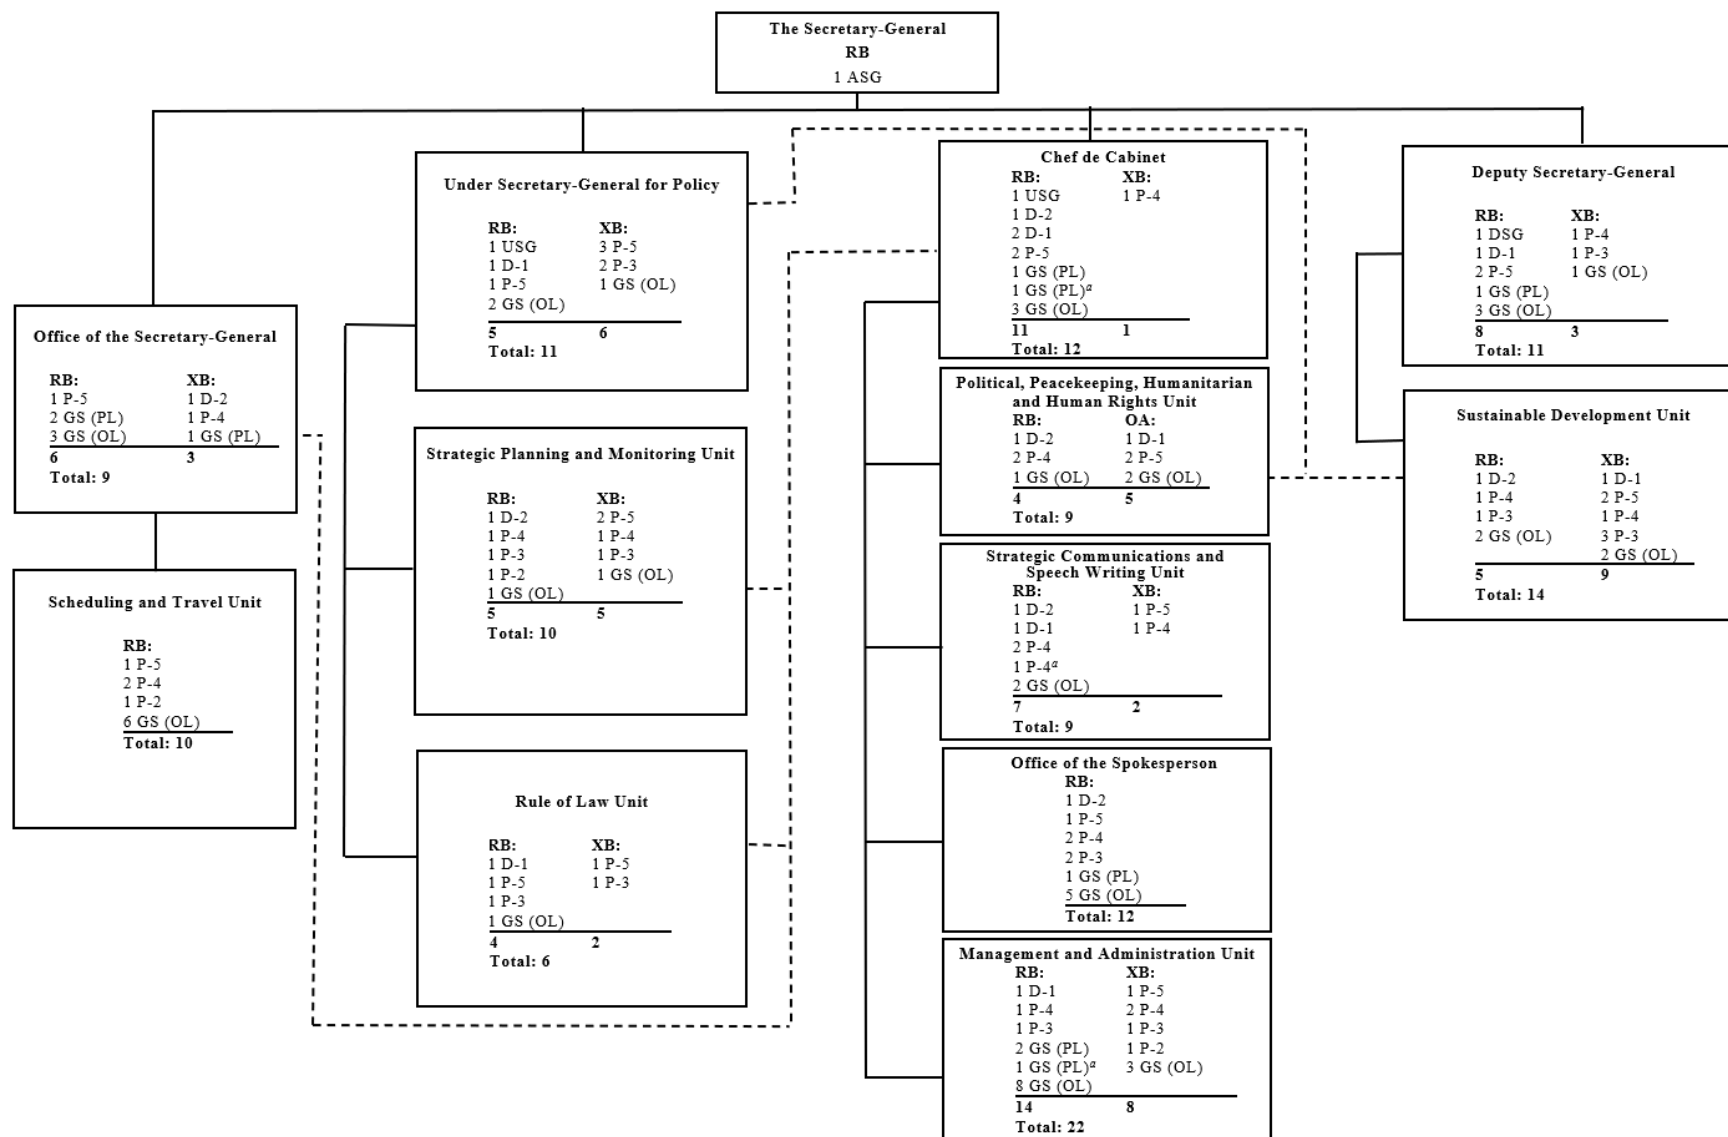 The Secretary-General
RB
1 ASG
Office of the Secretary-General
RB: XB:
1 P-5 1 D-2
2 GS (PL) 1 P-4
3 GS (OL) 1 GS (PL)
6 3
Total: 9
Scheduling and Travel Unit
RB:
1 P-5
2 P-4
1 P-2
6 GS (OL)
Total: 10
Under Secretary-General for Policy
RB: XB:
1 USG 3 P-5
1 D-1 2 P-3
1 P-5 1 GS (OL)
2 GS (OL)
5 6
Total: 11
Strategic Planning and Monitoring Unit
RB: XB:
1 D-2 2 P-5
1 P-4 1 P-4
1 P-3 1 P-3
1 P-2 1 GS (OL)
1 GS (OL)
5 5
Total: 10
Rule of Law Unit
RB: XB:
1 D-1 1 P-5
1 P-5 1 P-3
1 P-3
1 GS (OL)
4 2
Total: 6
Chef de Cabinet
RB: XB:
1 USG 1 P-4
1 D-2
2 D-1
2 P-5
1 GS (PL)
1 GS (PL)a
3 GS (OL)
11 1
Total: 12
Political, Peacekeeping, Humanitarian
and Human Rights Unit
RB: OA:
1 D-2 1 D-1
2 P-4 2 P-5
1 GS (OL) 2 GS (OL)
4 5
Total: 9
Strategic Communications and
Speech Writing Unit
RB: XB:
1 D-2 1 P-5
1 D-1 1 P-4
2 P-4
1 P-4a
2 GS (OL)
7 2
Total: 9
Office of the Spokesperson
RB:
1 D-2
1 P-5
2 P-4
2 P-3
1 GS (PL)
5 GS (OL)
Total: 12
Management and Administration Unit
RB: XB:
1 D-1 1 P-5
1 P-4 2 P-4
1 P-3 1 P-3
2 GS (PL) 1 P-2
1 GS (PL)a 3 GS (OL)
8 GS (OL)
14 8
Total: 22
Deputy Secretary-General
RB: XB:
1 DSG 1 P-4
1 D-1 1 P-3
2 P-5 1 GS (OL)
1 GS (PL)
3 GS (OL)
8 3
Total: 11
Sustainable Development Unit
RB: XB:
1 D-2 1 D-1
1 P-4 2 P-5
1 P-3 1 P-4
2 GS (OL) 3 P-3
2 GS (OL)
5 9
Total: 14